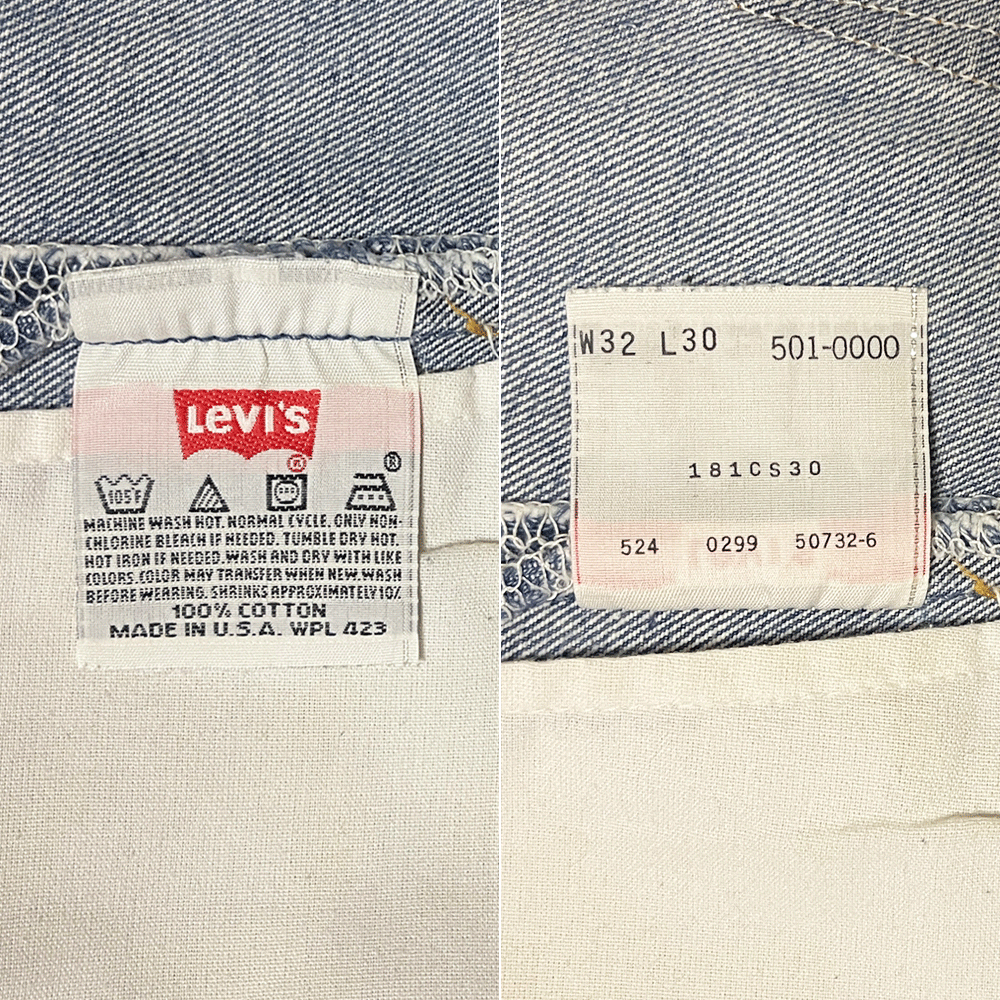 LEVI'S
®
®
105°F
MACHINE WASH HOT. NORMAL CYCLE. ONLY NON-
CHLORINE BLEACH IF NEEDED. TUMBLE DRY HOT.
HOT IRON IF NEEDED. WASH AND DRY WITH LIKE
COLORS. COLOR MAY TRANSFER WHEN NEW. WASH
BEFORE WEARING. SHRINKS APPROXIMATELY 10%
100% COTTON
MADE IN U.S.A. WPL 423
W32 L30 501-0000
181CS30
524 0299 50732-6